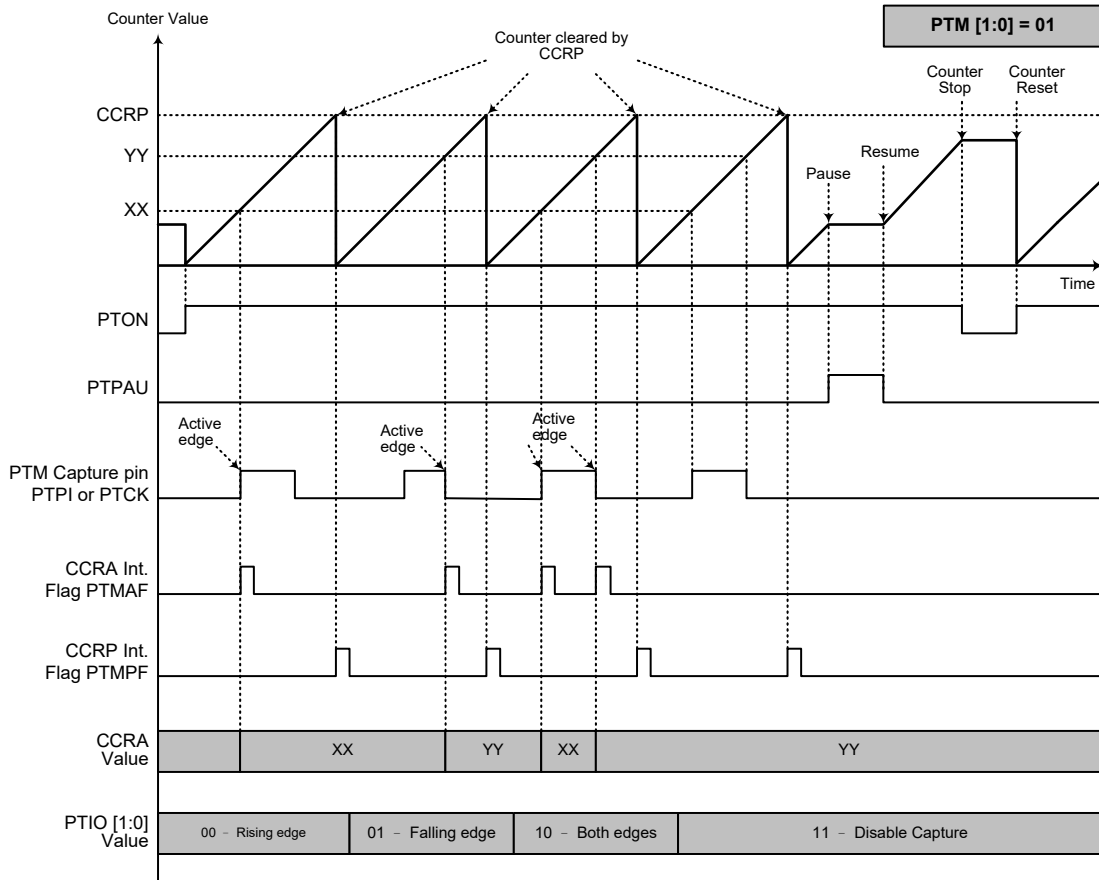 Counter Value
PTM [1:0] = 01
Counter cleared by
CCRP
Counter
Stop
Counter
Reset
CCRP
YY
Resume
Pause
XX
Time
PTON
PTPAU
Active
edge
Active
edge
Active
edge
PTM Capture pin
PTPI or PTCK
CCRA Int.
Flag PTMAF
CCRP Int.
Flag PTMPF
CCRA
Value
XX
YY
XX
YY
PTIO [1:0]
Value
00 – Rising edge
01 – Falling edge
10 – Both edges
11 – Disable Capture